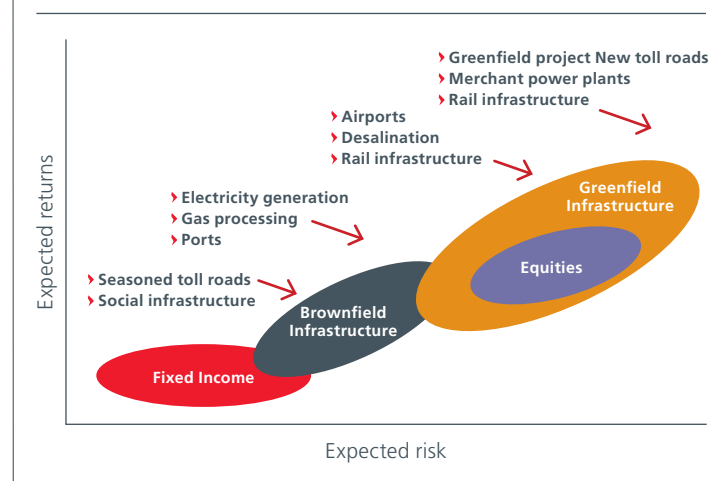 Greenfield project New toll roads
Merchant power plants
Rail infrastructure
Airports
Desalination
Rail infrastructure
Electricity generation
Gas processing
Ports
Seasoned toll roads
Social infrastructure
Greenfield
Infrastructure
Equities
Brownfield
Infrastructure
Fixed Income
Expected returns
Expected risk